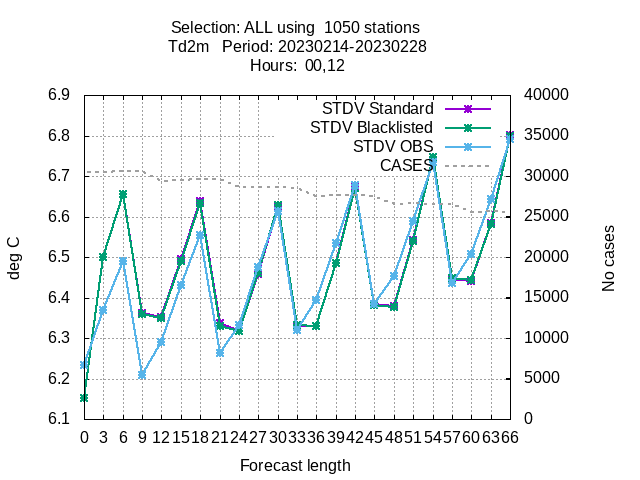 Selection: ALL using  1050 stations
Td2m   Period: 20230214-20230228
Hours:  00,12
6.9
6.8
6.7
6.6
6.5
6.4
6.3
6.2
6.1
deg C
STDV Standard
STDV Blacklisted
STDV OBS
CASES
40000
35000
30000
25000
20000
15000
10000
5000
0
No cases
0 3 6 9 12 15 18 21 24 27 30 33 36 39 42 45 48 51 54 57 60 63 66
Forecast length